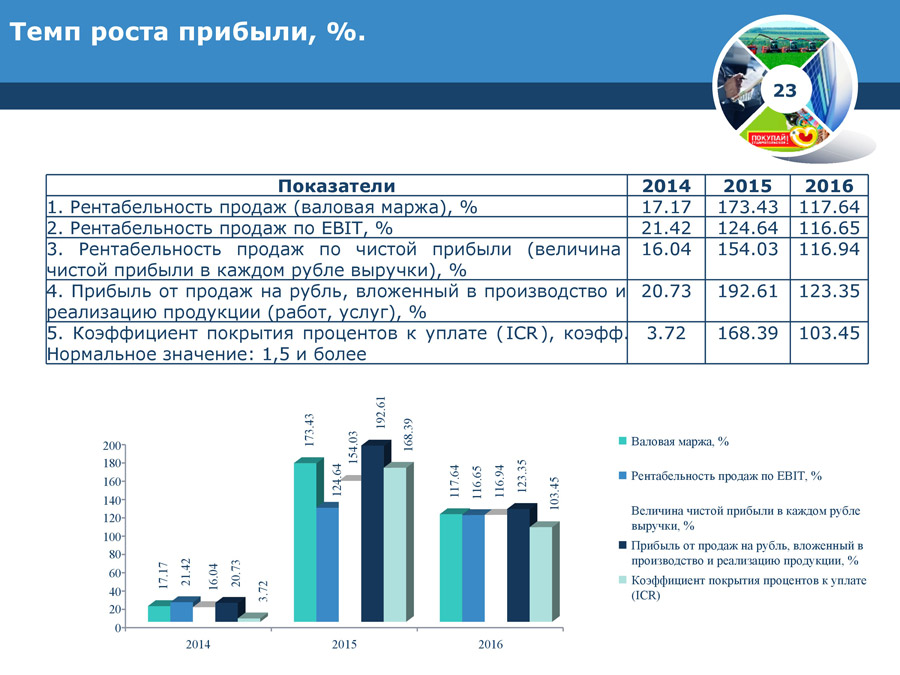 Темп роста прибыли, %.
23
ПОКУПАЙ
Показатели 2014 2015 2016
1. Рентабельность продаж (валовая маржа), % 17.17 173.43 117.64
2. Рентабельность продаж по EBIT, % 21.42 124.64 116.65
3. Рентабельность продаж по чистой прибыли (величина 16.04 154.03 116.94
чистой прибыли в каждом рубле выручки), %
4. Прибыль от продаж на рубль, вложенный в производство и 20.73 192.61 123.35
реализацию продукции (работ, услуг), %
5. Коэффициент покрытия процентов к уплате (ICR), коэфф. 3.72 168.39 103.45
Нормальное значение: 1,5 и более
200
180
160
140
120
100
80
60
40
20
0
17.17
21.42
16.04
20.73
3.72
173.43
124.64
154.03
192.61
168.39
117.64
116.65
116.94
123.35
103.45
2014 2015 2016
Валовая маржа, %
Рентабельность продаж по EBIT, %
Величина чистой прибыли в каждом рубле
выручки, %
Прибыль от продаж на рубль, вложенный в
производство и реализацию продукции, %
Коэффициент покрытия процентов к уплате
(ICR)